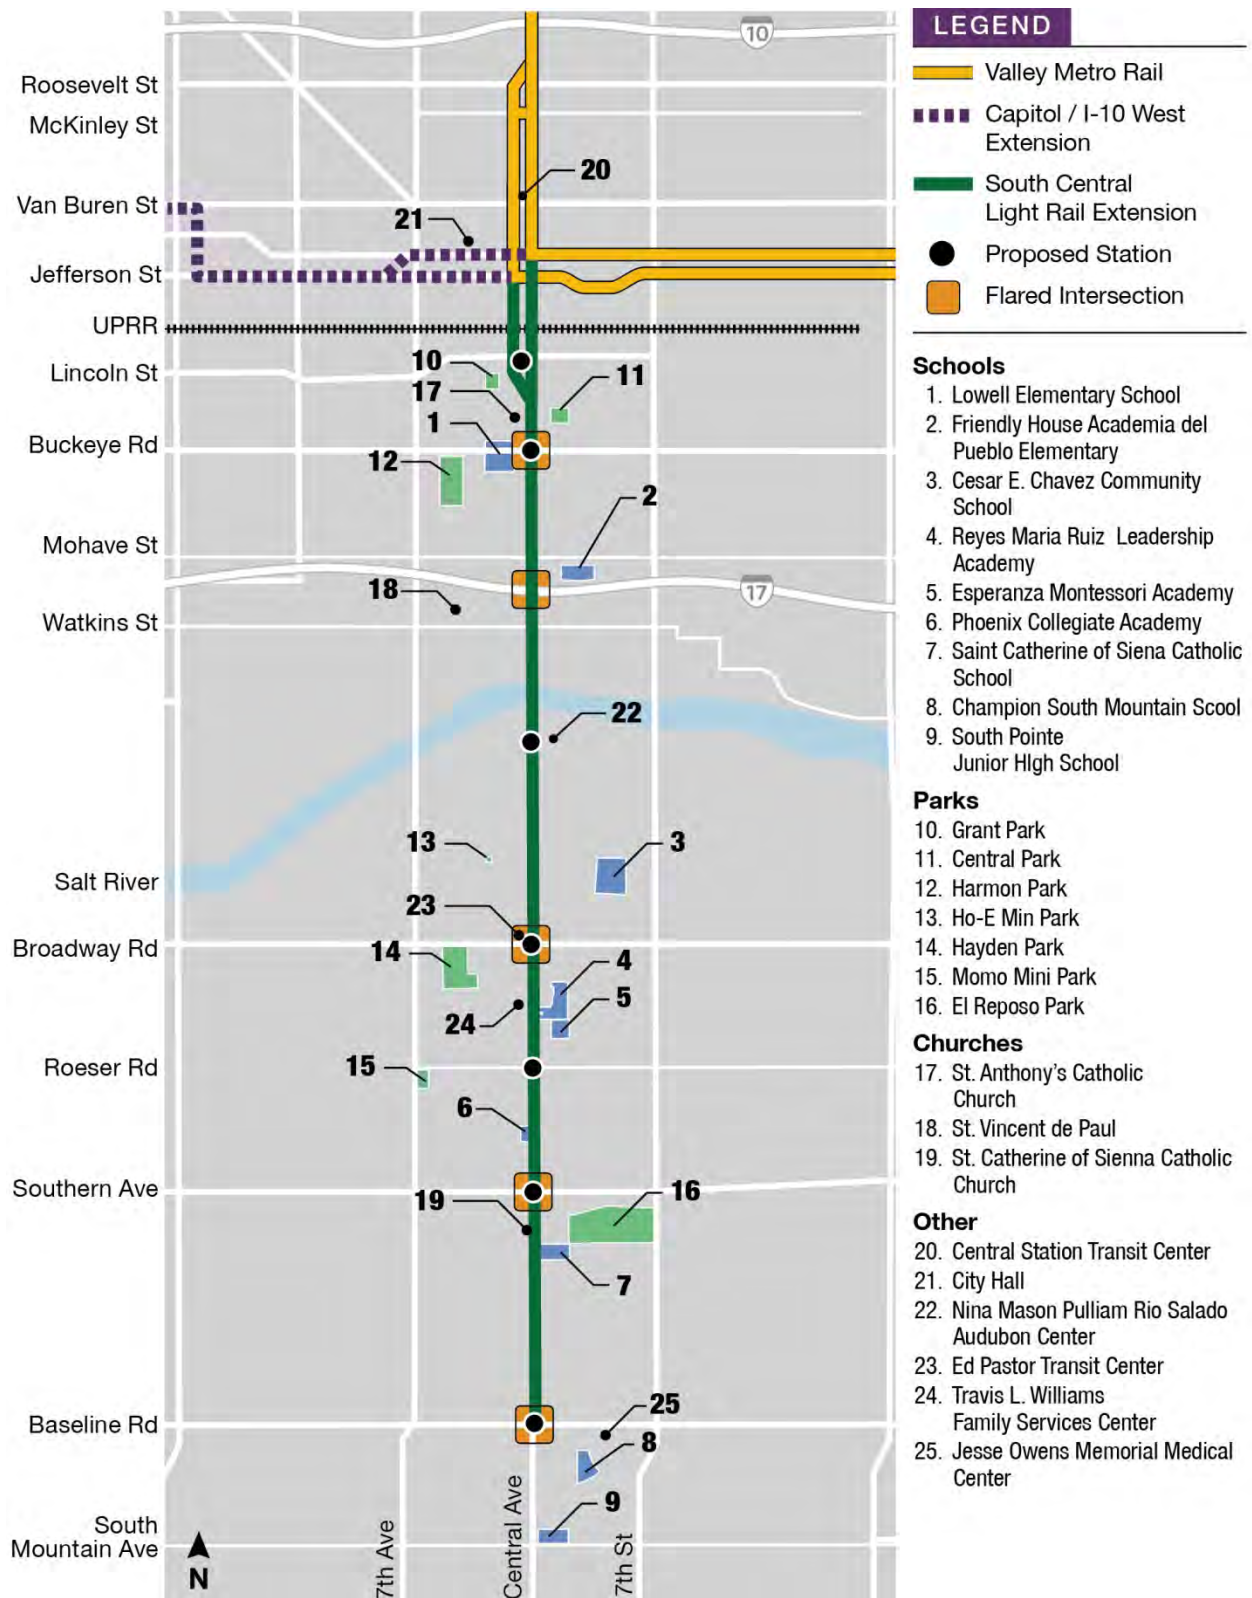 10
Roosevelt St
McKinley St
20
Van Buren St
21
Jefferson St
UPRR
Lincoln St
10
11
17
1
Buckeye Rd
12
2
Mohave St
18
17
Watkins St
22
13
3
Salt River
23
Broadway Rd
14
4
5
24
Roeser Rd
15
6
Southern Ave
19
16
7
Baseline Rd
25
8
9
South
Mountain Ave
N
7th Ave
Central Ave
7th St
LEGEND
Valley Metro Rail
Capitol / I-10 West
Extension
South Central
Light Rail Extension
Proposed Station
Flared Intersection
Schools
1. Lowell Elementary School
2. Friendly House Academia del
Pueblo Elementary
3. Cesar E. Chavez Community
School
4. Reyes Maria Ruiz Leadership
Academy
5. Esperanza Montessori Academy
6. Phoenix Collegiate Academy
7. Saint Catherine of Siena Catholic
School
8. Champion South Mountain Scool
9. South Pointe
Junior HIgh School
Parks
10. Grant Park
11. Central Park
12. Harmon Park
13. Ho-E Min Park
14. Hayden Park
15. Momo Mini Park
16. El Reposo Park
Churches
17. St. Anthony's Catholic
Church
18. St. Vincent de Paul
19. St. Catherine of Sienna Catholic
Church
Other
20. Central Station Transit Center
21. City Hall
22. Nina Mason Pulliam Rio Salado
Audubon Center
23. Ed Pastor Transit Center
24. Travis L. Williams
Family Services Center
25. Jesse Owens Memorial Medical
Center